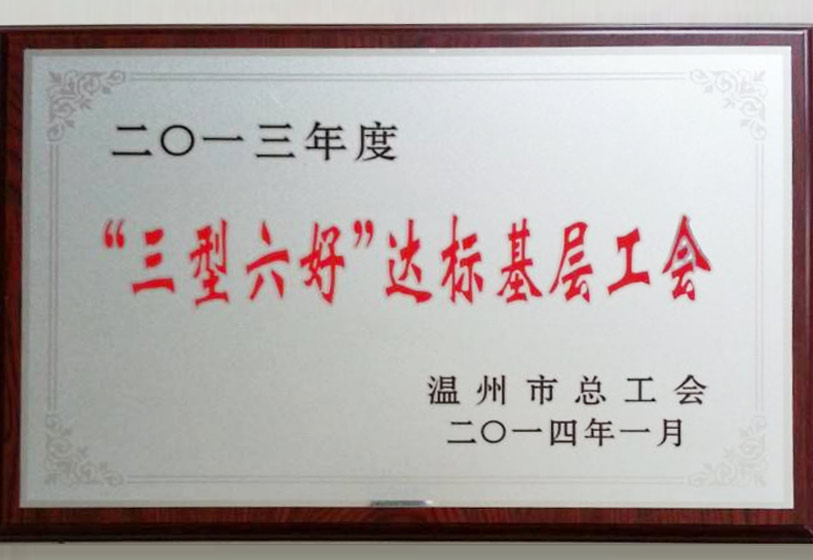 二〇一三年度
“三型六好”达标基层工会
温州市总工会
二〇一四年一月